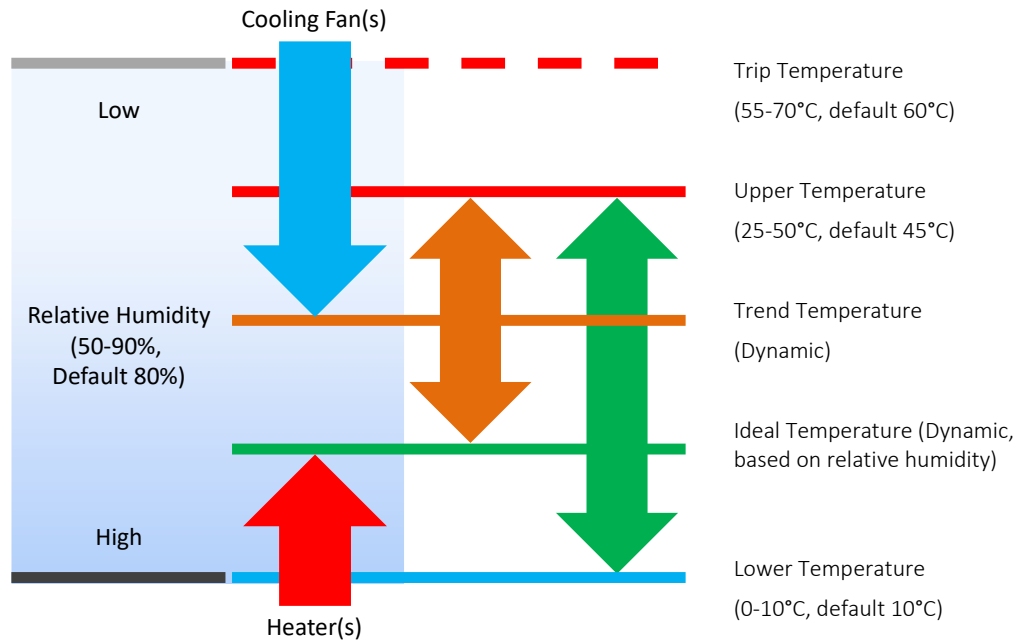 Cooling Fan(s)
Low
Relative Humidity
(50-90%,
Default 80%)
High
Heater(s)
Trip Temperature
(55-70°C, default 60°C)
Upper Temperature
(25-50°C, default 45°C)
Trend Temperature
(Dynamic)
Ideal Temperature (Dynamic,
based on relative humidity)
Lower Temperature
(0-10°C, default 10°C)